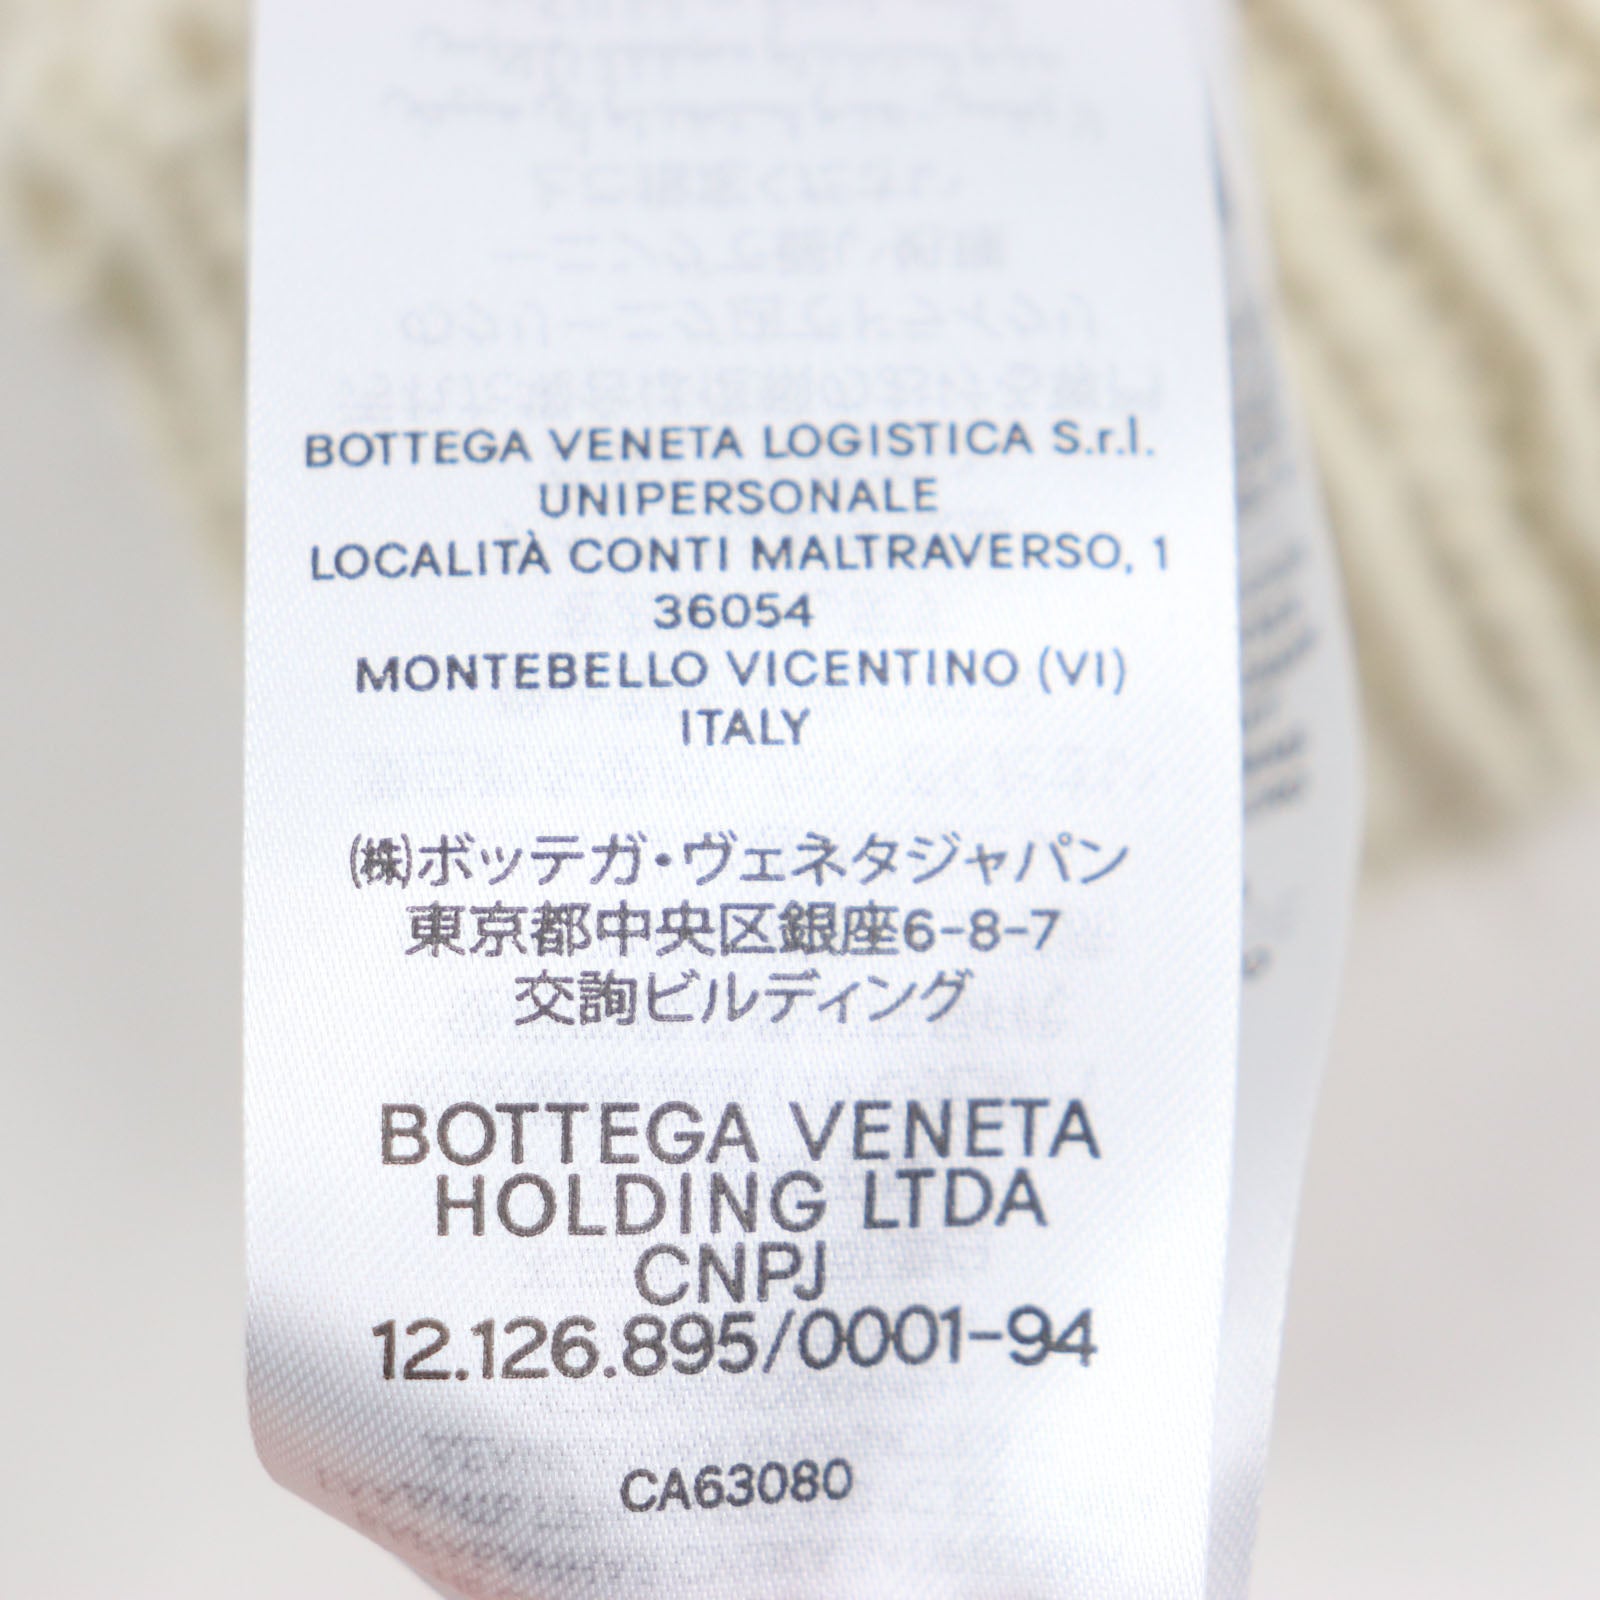 BOTTEGA VENETA LOGISTICA S.r.l.
UNIPERSONALE
LOCALITÀ CONTI MALTRAVERSO, 1
36054
MONTEBELLO VICENTINO (VI)
ITALY
㈱ボッテガ・ヴェネタジャパン
東京都中央区銀座6-8-7
交詢ビルディング
BOTTEGA VENETA
HOLDING LTDA
CNPJ
12.126.895/0001-94
CA63080